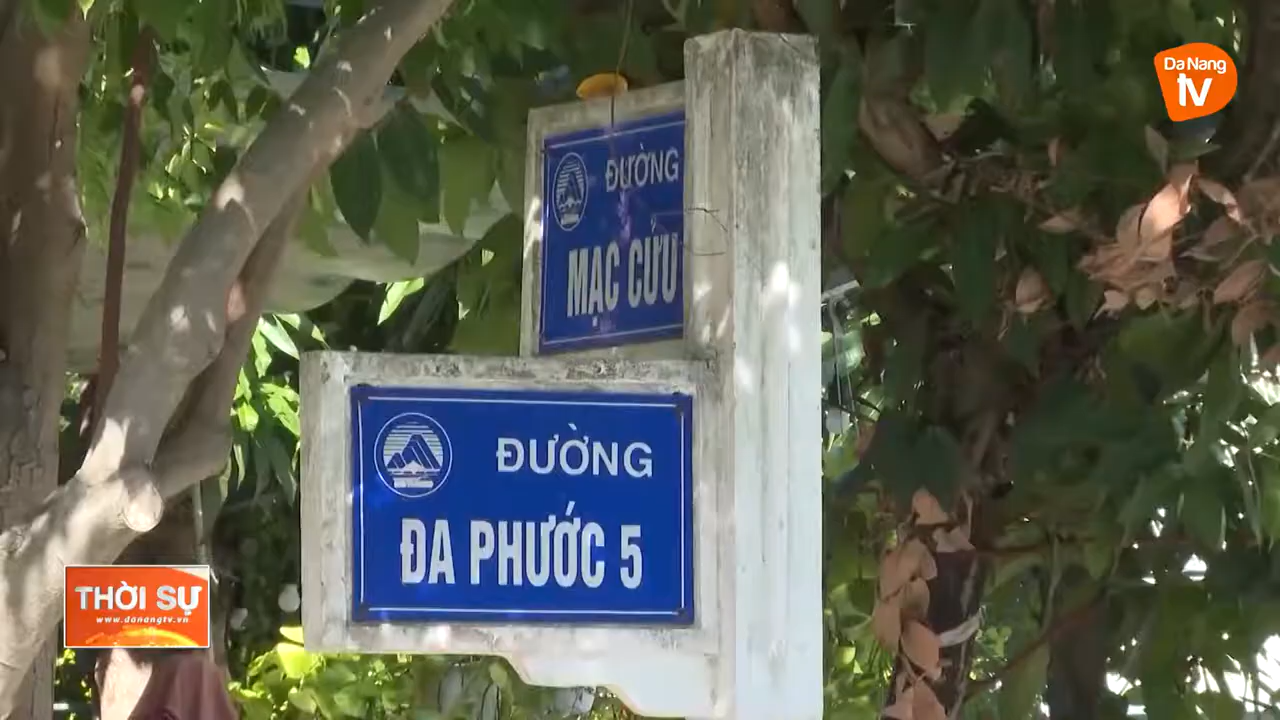 Da Nang
tv
ĐƯỜNG
MẠC CỬU
ĐƯỜNG
ĐA PHƯỚC 5
THỜI SỰ
www.danangtv.vn